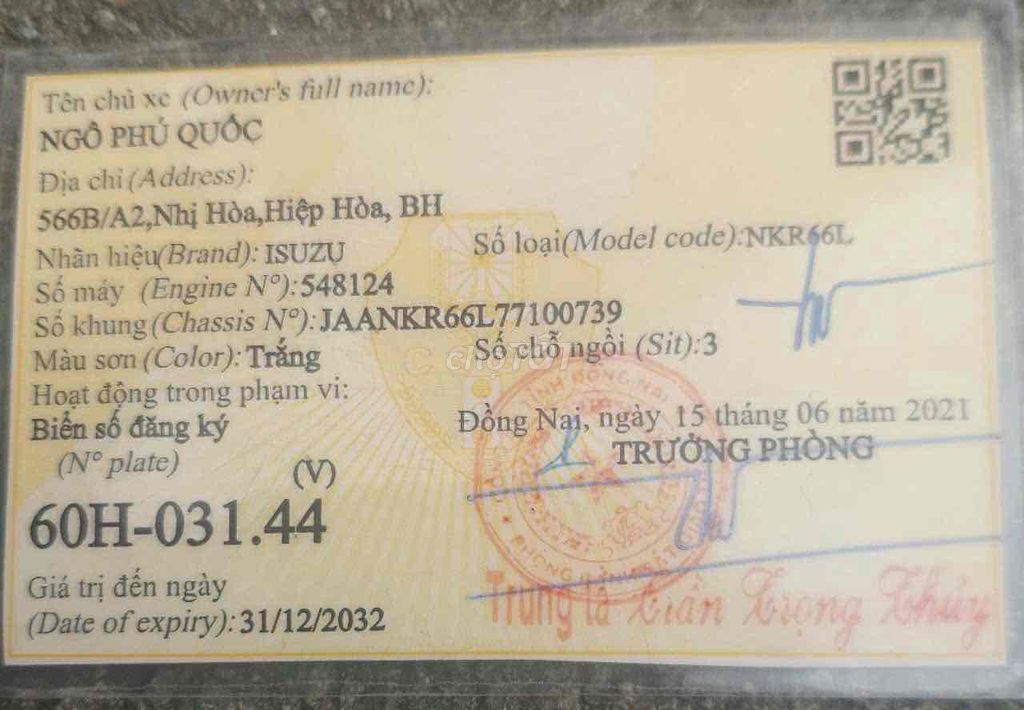 Tên chủ xe (Owner's full name):
NGÔ PHÚ QUỐC
Địa chỉ (Address):
566B/A2,Nhị Hòa,Hiệp Hòa, BH
Nhãn hiệu(Brand): ISUZU Số loại(Model code):NKR66L
Số máy (Engine N°):548124
Số khung (Chassis N°): JAANKR66L77100739
Màu sơn (Color): Trắng Số chỗ ngồi (Sit):3
Hoạt động trong phạm vi:
Biển số đăng ký Đồng Nai, ngày 15 tháng 06 năm 2021
(N° plate) TRƯỞNG PHÒNG
(V)
60H-031.44
Giá trị đến ngày
(Date of expiry): 31/12/2032
Trung tá Trần Trọng Thủy
chợTỐT